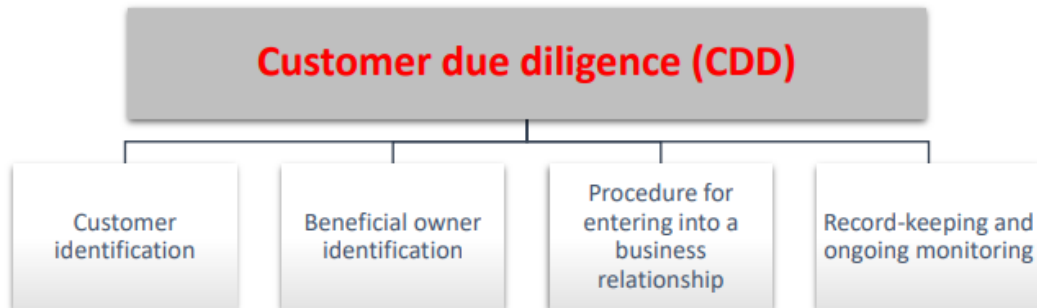 Customer due diligence (CDD)
Customer
identification
Beneficial owner
identification
Procedure for
entering into a
business
relationship
Record-keeping and
ongoing monitoring